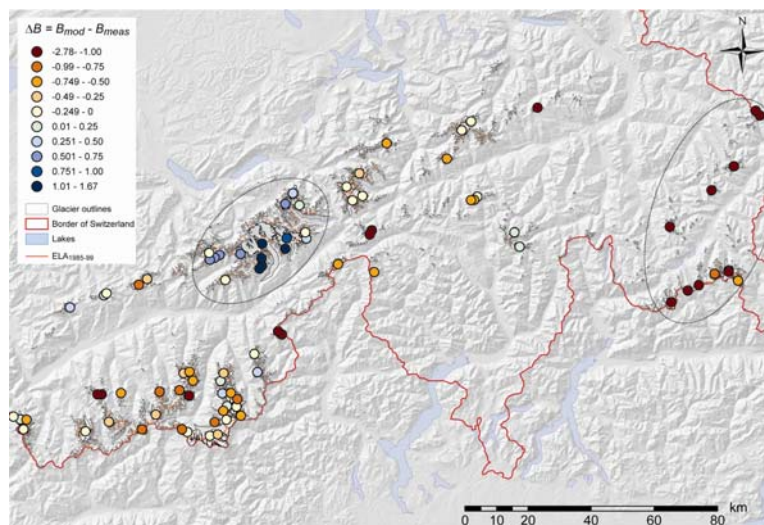 ΔB = Bmod - Bmeas
-2.78- -1.00
-0.99 - -0.75
-0.749 - -0.50
-0.49 - -0.25
-0.249 - 0
0.01 - 0.25
0.251 - 0.50
0.501 - 0.75
0.751 - 1.00
1.01 - 1.67
Glacier outlines
Border of Switzerland
Lakes
ELA1985-99
N
km
0 10 20 40 60 80